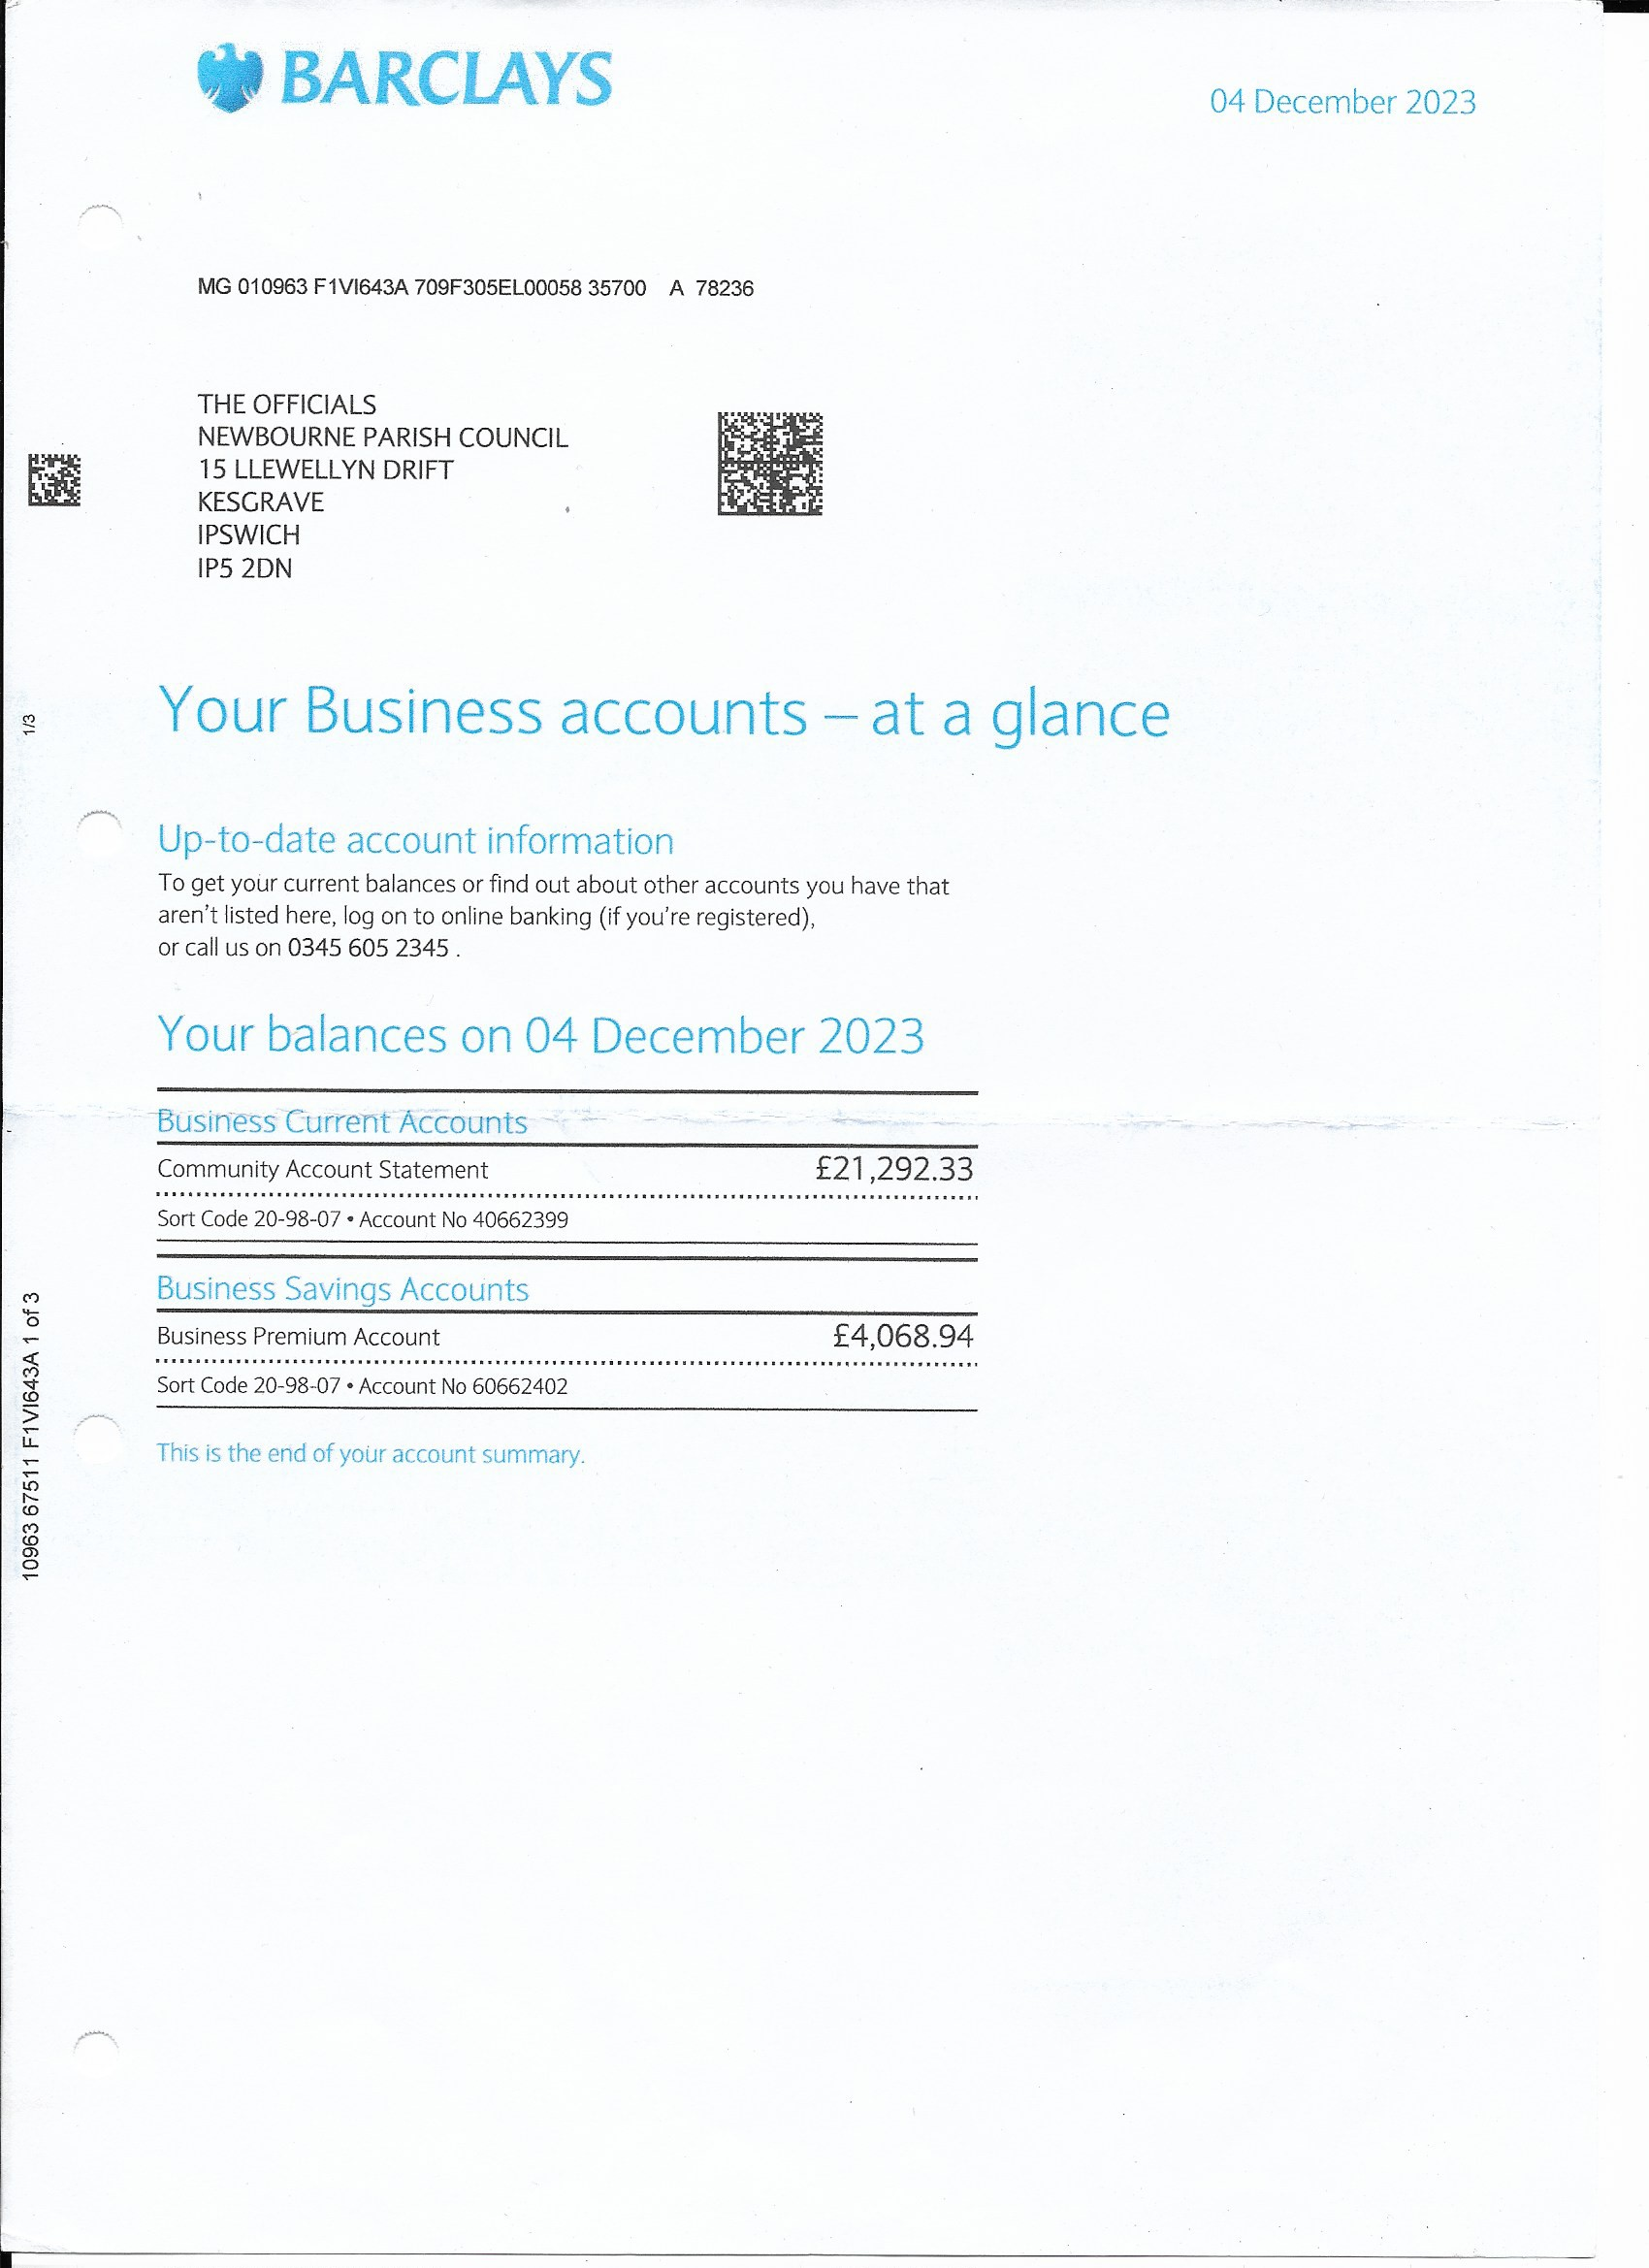 BARCLAYS
04 December 2023
MG 010963 F1VI643A 709F305EL00058 35700 A 78236
THE OFFICIALS
NEWBOURNE PARISH COUNCIL
15 LLEWELLYN DRIFT
KESGRAVE
IPSWICH
IP5 2DN
1/3
Your Business accounts – at a glance
Up-to-date account information
To get your current balances or find out about other accounts you have that
aren't listed here, log on to online banking (if you're registered),
or call us on 0345 605 2345 .
Your balances on 04 December 2023
Business Current Accounts
Community Account Statement £21,292.33
Sort Code 20-98-07 • Account No 40662399
Business Savings Accounts
Business Premium Account £4,068.94
Sort Code 20-98-07 • Account No 60662402
This is the end of your account summary.
10963 67511 F1VI643A 1 of 3